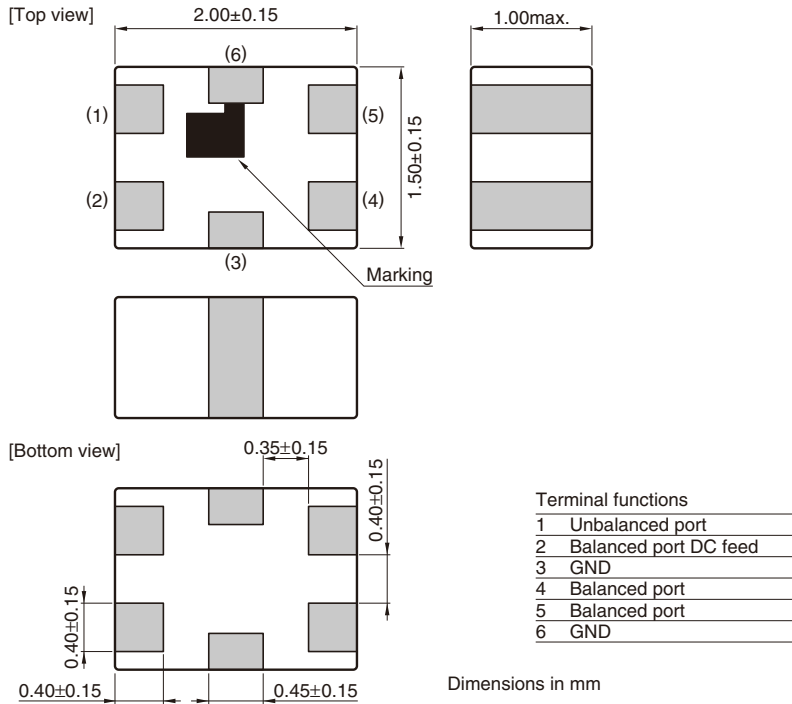 [Top view]
2.00±0.15
1.00max.
(6)
(1)
(5)
1.50±0.15
(2)
(4)
(3)
Marking
[Bottom view]
0.35±0.15
0.40±0.15
0.40±0.15
0.40±0.15
0.45±0.15
Terminal functions
1 Unbalanced port
2 Balanced port DC feed
3 GND
4 Balanced port
5 Balanced port
6 GND
Dimensions in mm